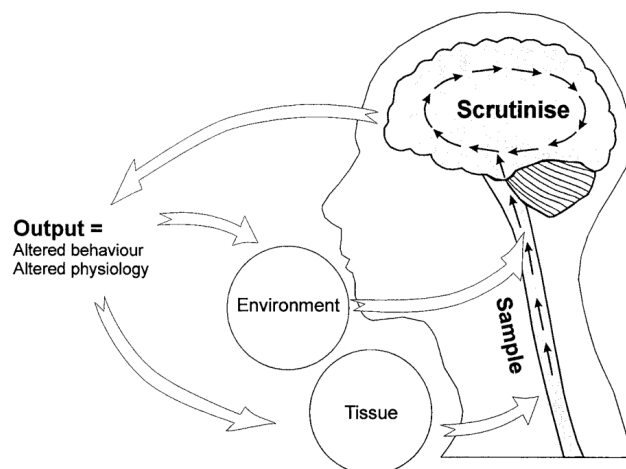 Scrutinise
Output =
Altered behaviour
Altered physiology
Environment
Sample
Tissue